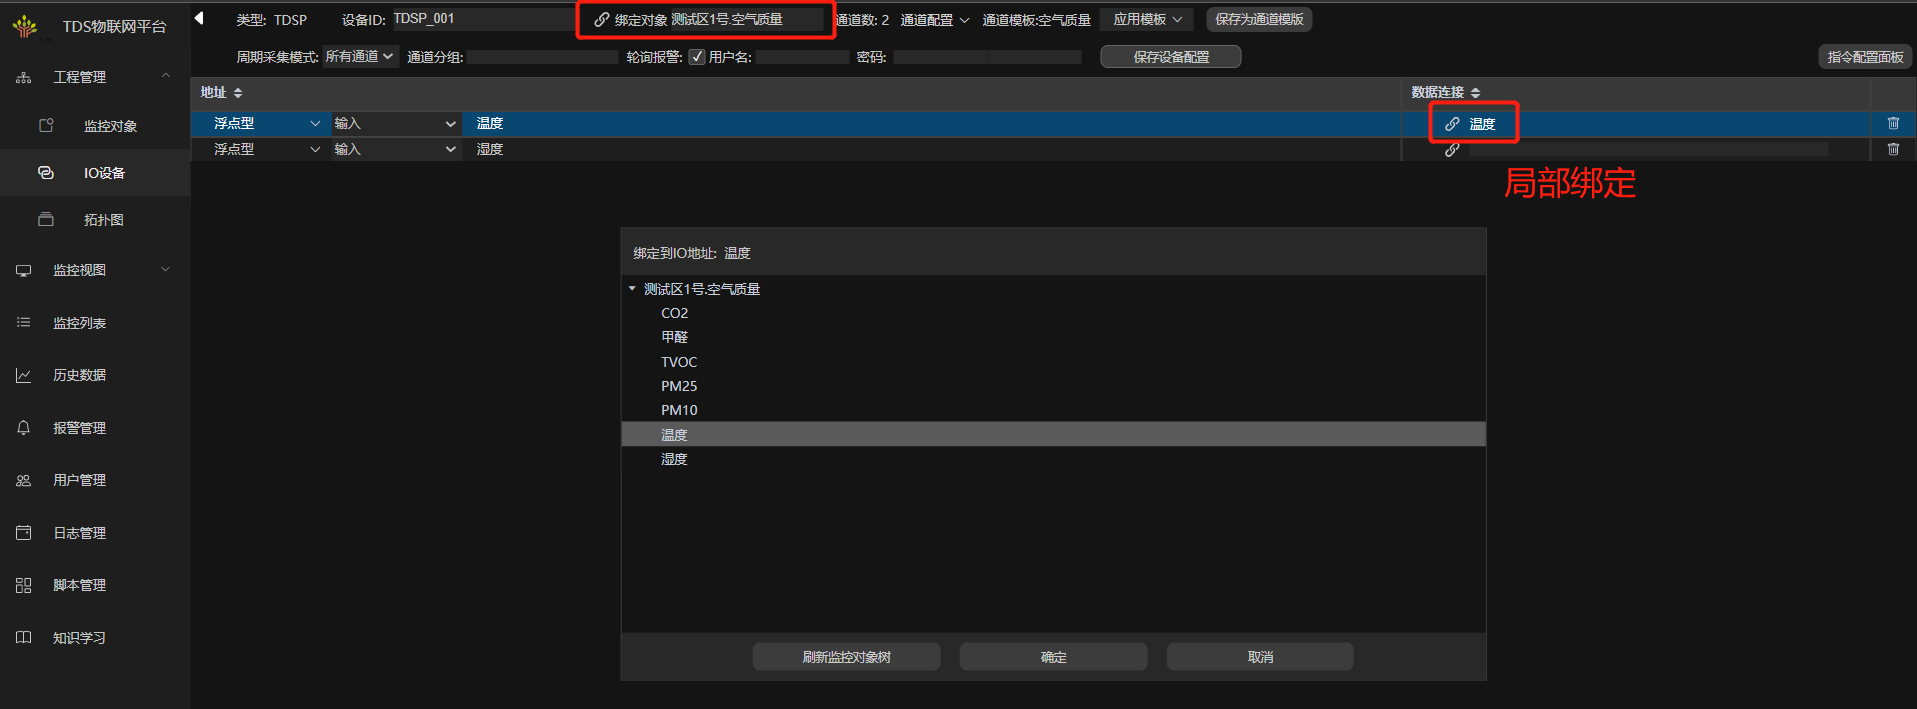 TDS物联网平台
类型: TDSP 设备ID: TDSP_001 绑定对象 测试区1号.空气质量 通道数: 2 通道配置 通道模板:空气质量 应用模板 保存为通道模版
周期采集模式: 所有通道 通道分组: 轮询报警: 用户名: 密码: 保存设备配置 指令配置面板
工程管理
监控对象
IO设备
拓扑图
监控视图
监控列表
历史数据
报警管理
用户管理
日志管理
脚本管理
知识学习
地址 数据连接
浮点型 输入 温度 温度
浮点型 输入 湿度
局部绑定
绑定到IO地址: 温度
测试区1号.空气质量
CO2
甲醛
TVOC
PM25
PM10
温度
湿度
刷新监控对象树 确定 取消